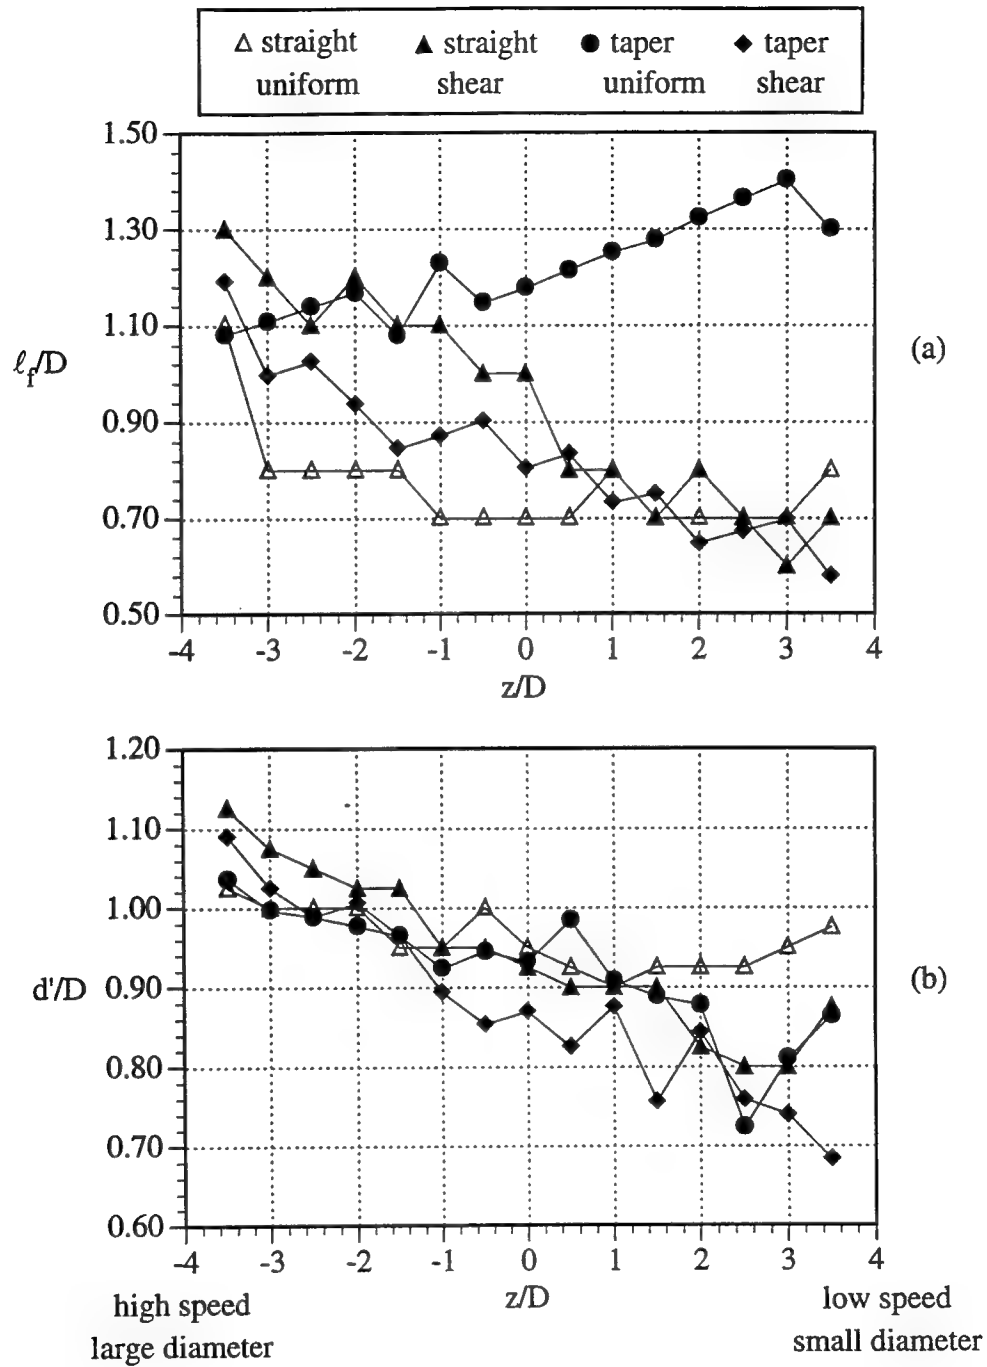 △ straight uniform
▲ straight shear
● taper uniform
◆ taper shear
1.50
1.30
1.10
0.90
0.70
0.50
ℓf/D
(a)
-4 -3 -2 -1 0 1 2 3 4
z/D
1.20
1.10
1.00
0.90
0.80
0.70
0.60
d'/D
(b)
-4 -3 -2 -1 0 1 2 3 4
z/D
high speed
large diameter
low speed
small diameter